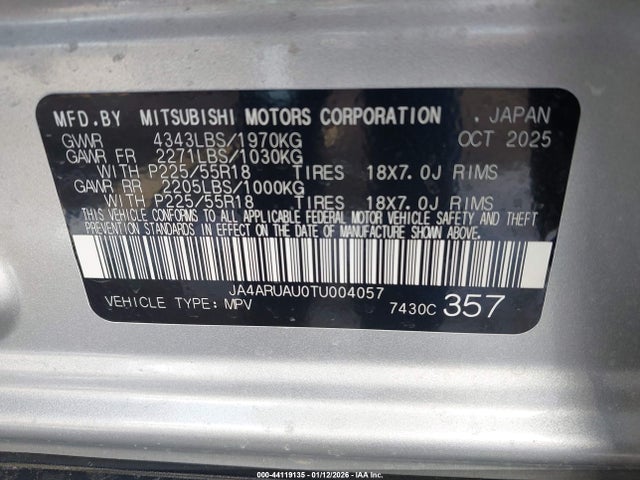 MFD.BY MITSUBISHI MOTORS CORPORATION . JAPAN
GVWR 4343LBS/1970KG OCT 2025
GAWR FR 2271LBS/1030KG
WITH P225/55R18 TIRES 18X7.0J RIMS
GAWR RR 2205LBS/1000KG
WITH P225/55R18 TIRES 18X7.0J RIMS
THIS VEHICLE CONFORMS TO ALL APPLICABLE FEDERAL MOTOR VEHICLE SAFETY AND THEFT
PREVENTION STANDARDS IN EFFECT ON THE DATE OF MANUFACTURE SHOWN ABOVE.
JA4ARUAU0TU004057
VEHICLE TYPE: MPV 7430C 357
000-44119135 - 01/12/2026 - IAA Inc.